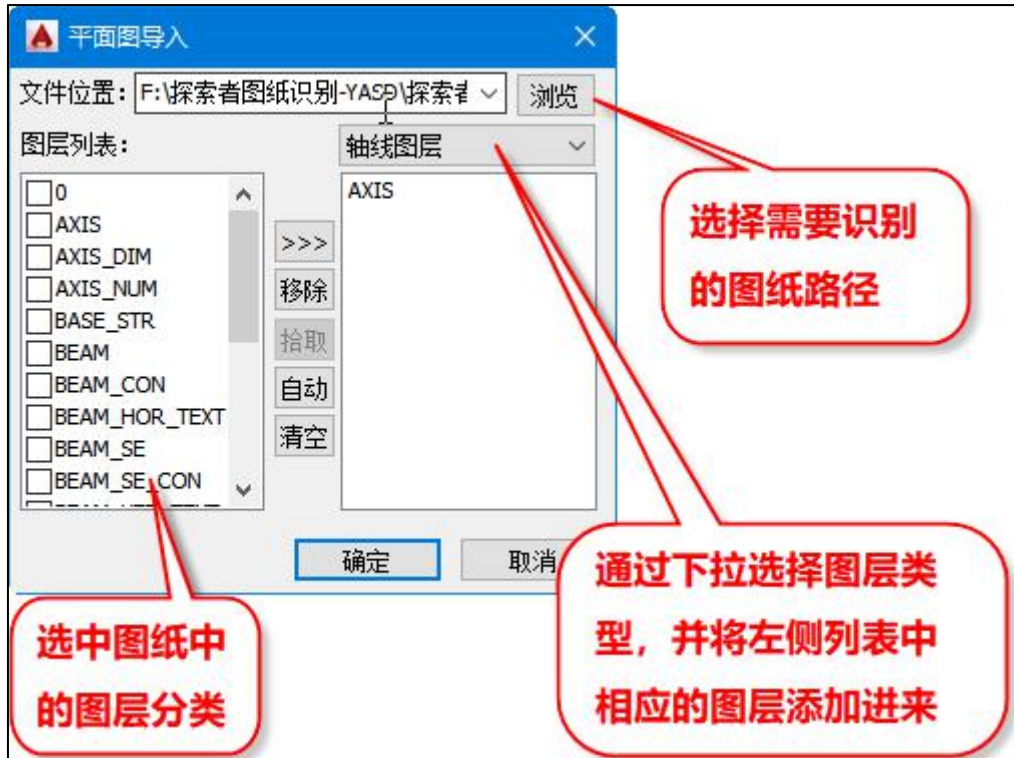 平面图导入
文件位置: F:\探索者图纸识别-YASD\探索者 浏览
图层列表: 轴线图层
0
AXIS
AXIS_DIM
AXIS_NUM
BASE_STR
BEAM
BEAM_CON
BEAM_HOR_TEXT
BEAM_SE
BEAM_SE_CON
>>>
移除
拾取
自动
清空
AXIS
确定 取消
选择需要识别
的图纸路径
选中图纸中
的图层分类
通过下拉选择图层类
型，并将左侧列表中
相应的图层添加进来